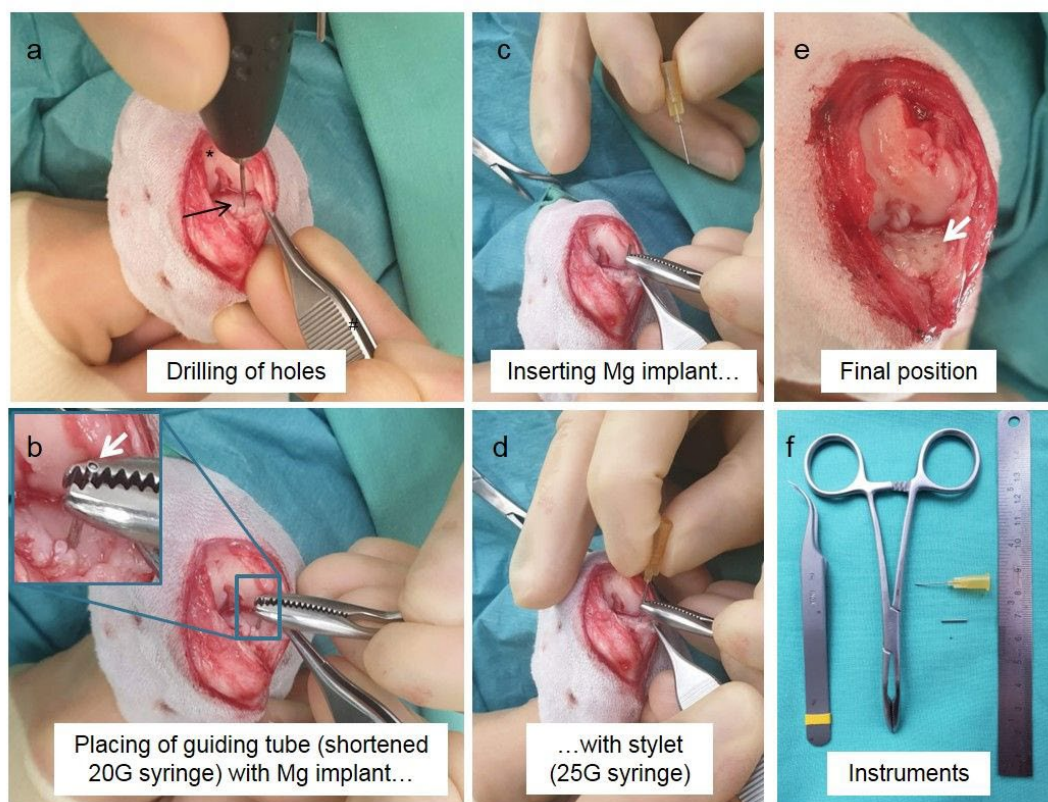 a
*
#
Drilling of holes
b
Placing of guiding tube (shortened
20G syringe) with Mg implant…
c
Inserting Mg implant…
d
…with stylet
(25G syringe)
e
Final position
f
Instruments